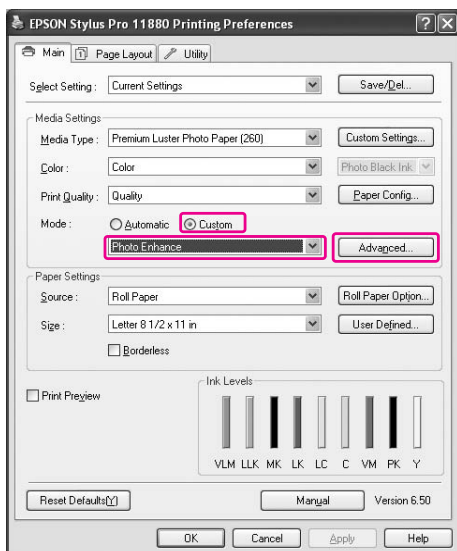 EPSON Stylus Pro 11880 Printing Preferences
Main Page Layout Utility
Select Setting : Current Settings Save/Del...
Media Settings
Media Type : Premium Luster Photo Paper (260) Custom Settings...
Color : Color Photo Black Ink
Print Quality : Quality Paper Config...
Mode : Automatic Custom
Photo Enhance Advanced...
Paper Settings
Source : Roll Paper Roll Paper Option...
Size : Letter 8 1/2 x 11 in User Defined...
Borderless
Print Preview
Ink Levels
VLM LLK MK LK LC C VM PK Y
Reset Defaults(Y) Manual Version 6.50
OK Cancel Apply Help